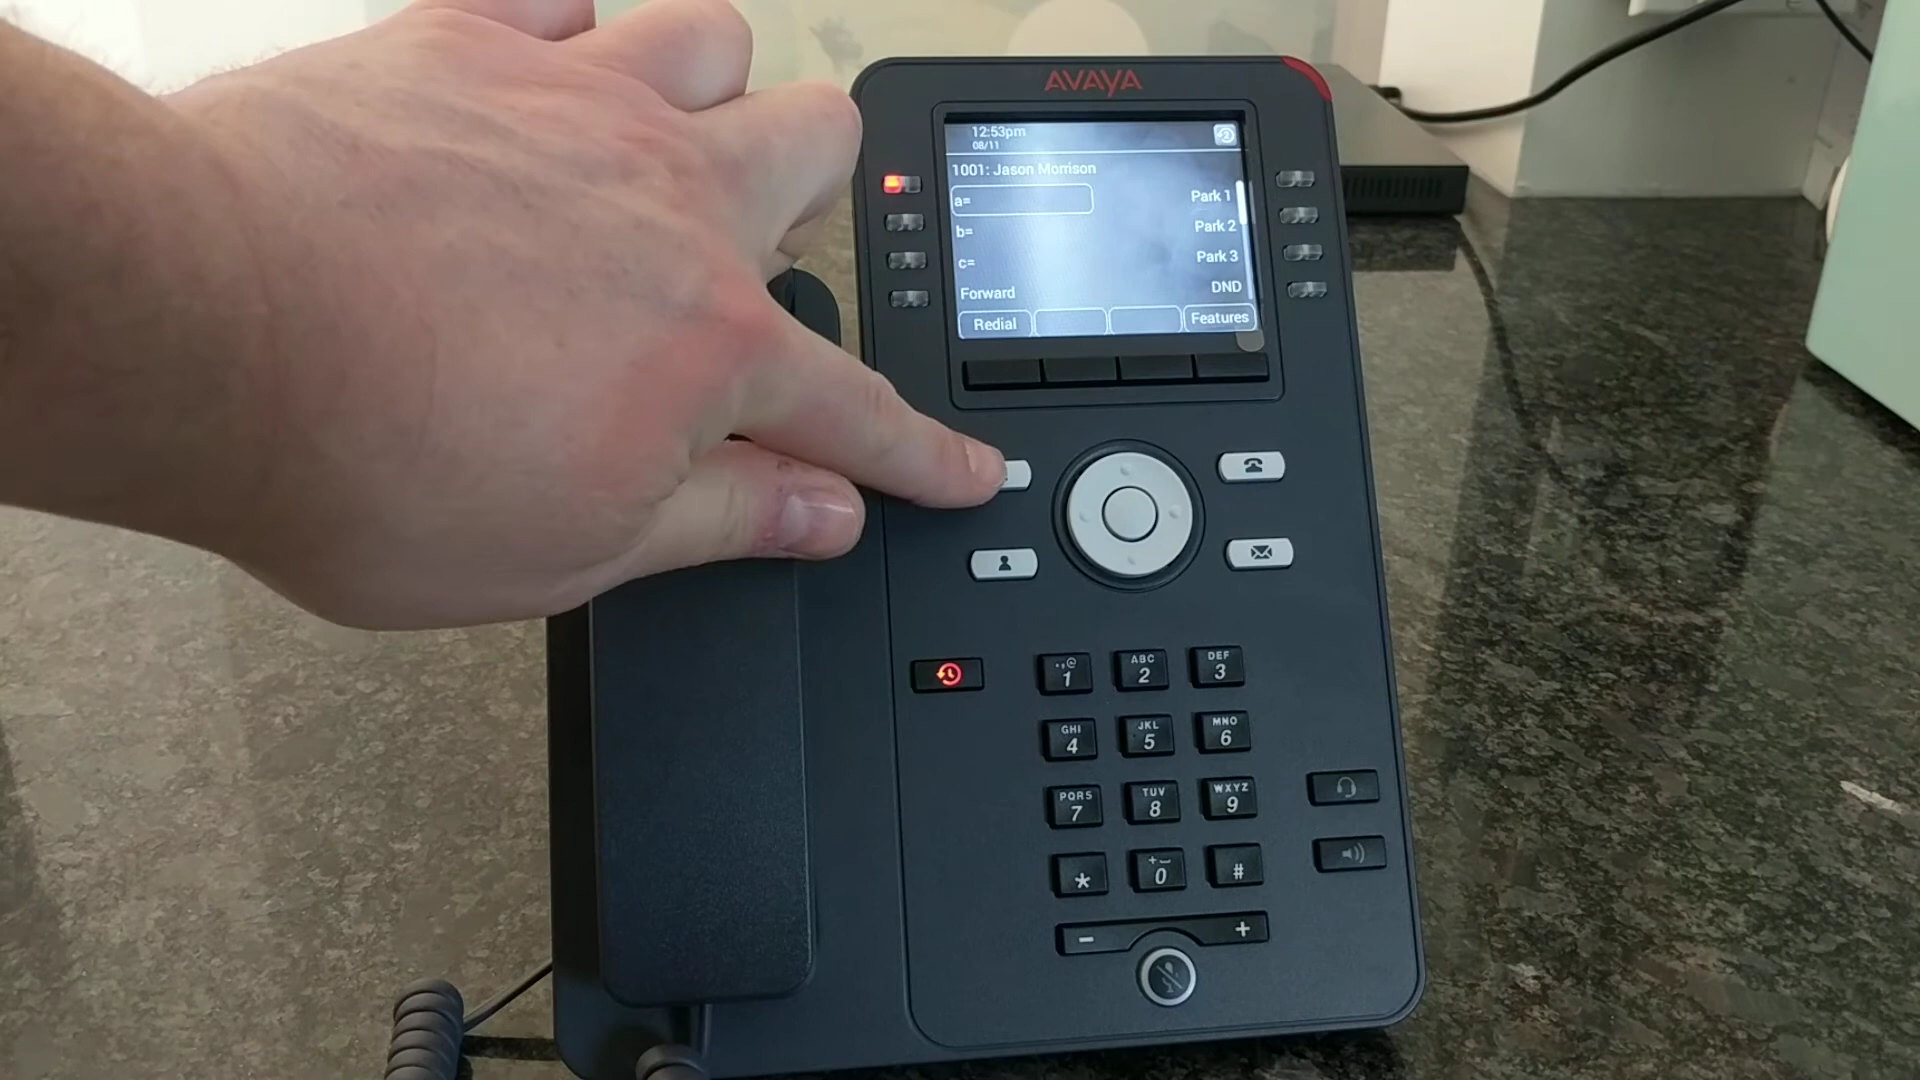 AVAYA
12:53pm
08/11
2
1001: Jason Morrison
a=
Park 1
b=
Park 2
c=
Park 3
Forward
DND
Redial
Features
.,@
1
ABC
2
DEF
3
GHI
4
JKL
5
MNO
6
PQRS
7
TUV
8
WXYZ
9
*
+
0
#
-
+